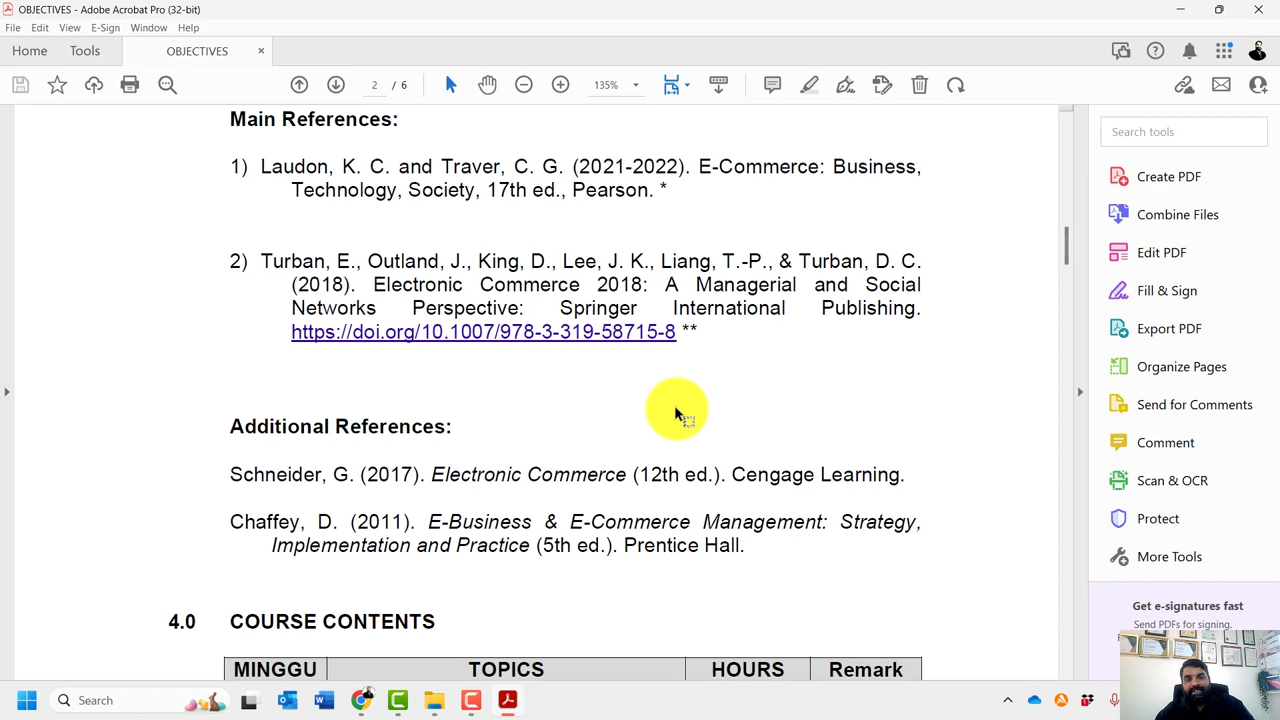 OBJECTIVES - Adobe Acrobat Pro (32-bit)
File Edit View E-Sign Window Help
Home Tools OBJECTIVES ×
2 / 6 135%
Main References:
1) Laudon, K. C. and Traver, C. G. (2021-2022). E-Commerce: Business,
Technology, Society, 17th ed., Pearson. *
2) Turban, E., Outland, J., King, D., Lee, J. K., Liang, T.-P., & Turban, D. C.
(2018). Electronic Commerce 2018: A Managerial and Social
Networks Perspective: Springer International Publishing.
https://doi.org/10.1007/978-3-319-58715-8 **
Additional References:
Schneider, G. (2017). Electronic Commerce (12th ed.). Cengage Learning.
Chaffey, D. (2011). E-Business & E-Commerce Management: Strategy,
Implementation and Practice (5th ed.). Prentice Hall.
4.0 COURSE CONTENTS
MINGGU TOPICS HOURS Remark
Search tools
Create PDF
Combine Files
Edit PDF
Fill & Sign
Export PDF
Organize Pages
Send for Comments
Comment
Scan & OCR
Protect
More Tools
Get e-signatures fast
Send PDFs for signing.
Search